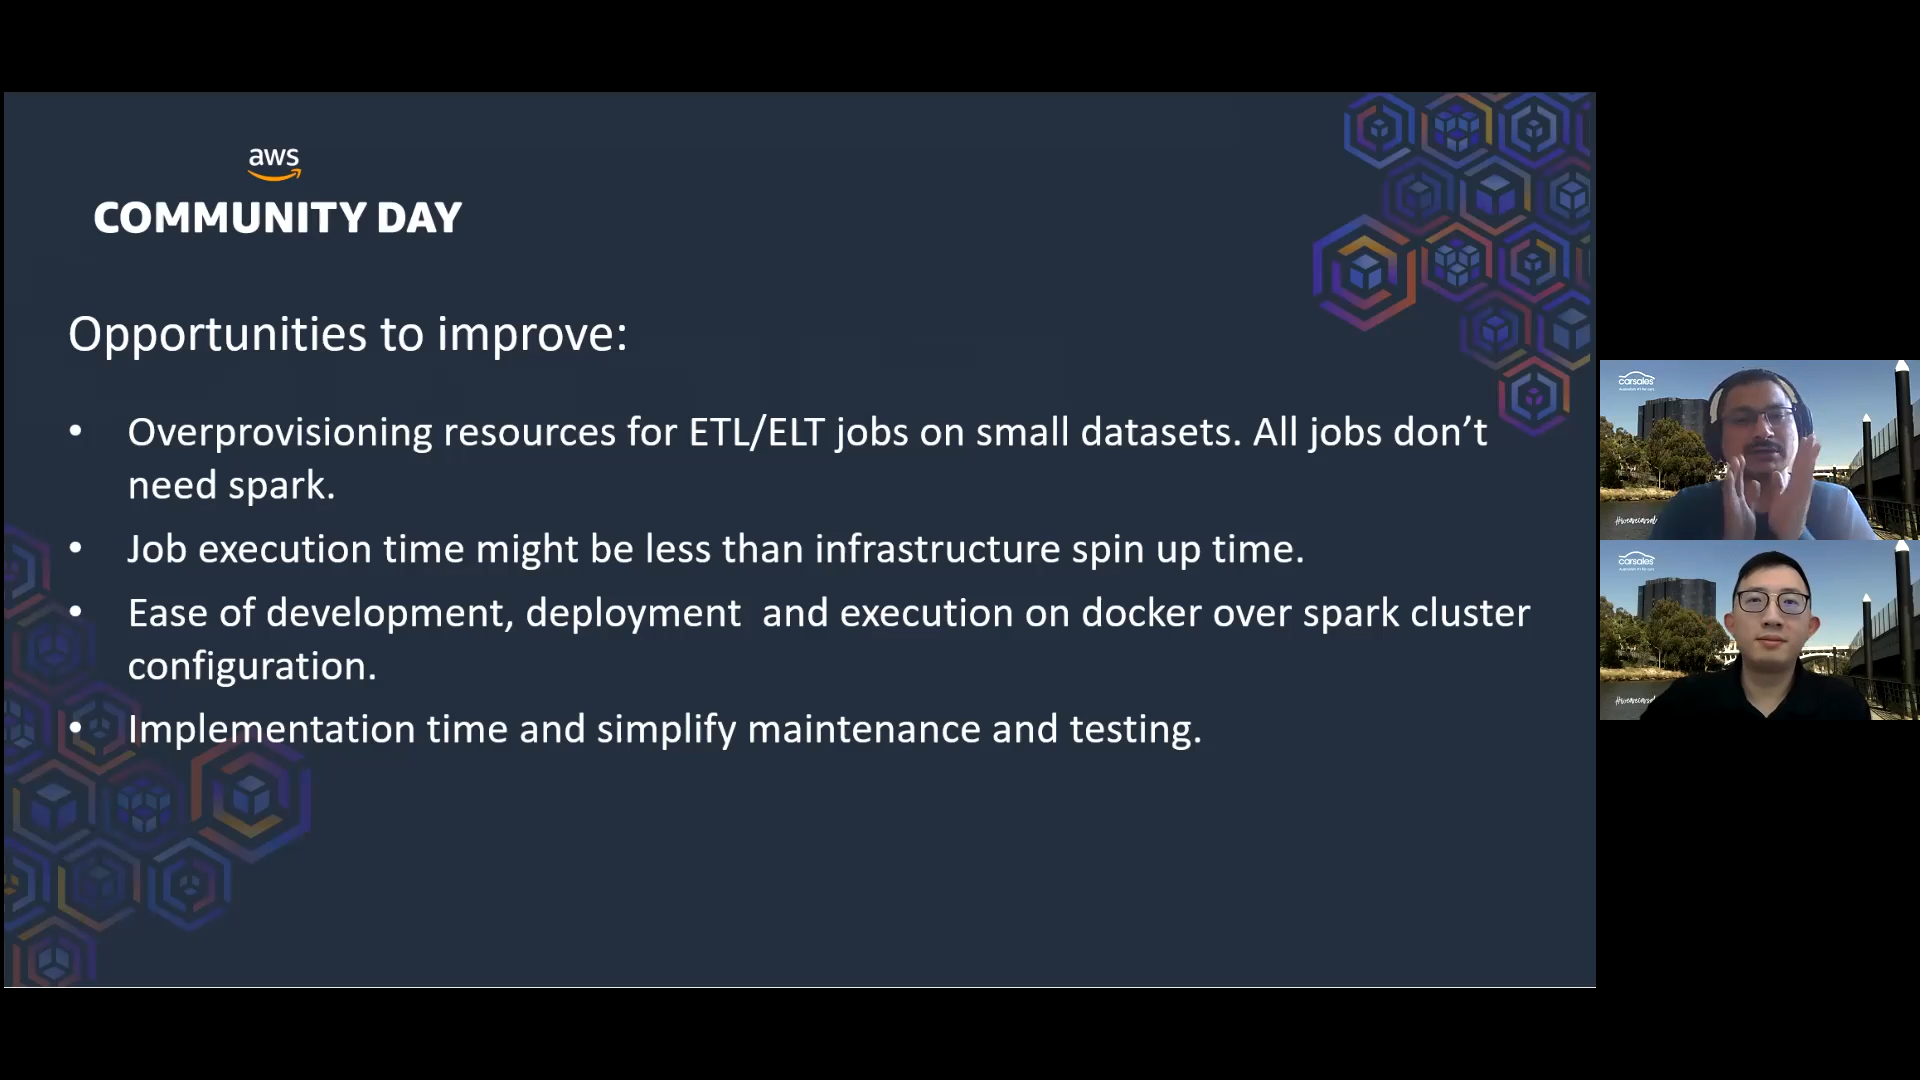 aws
COMMUNITY DAY
Opportunities to improve:
• Overprovisioning resources for ETL/ELT jobs on small datasets. All jobs don’t
need spark.
• Job execution time might be less than infrastructure spin up time.
• Ease of development, deployment  and execution on docker over spark cluster
configuration.
• Implementation time and simplify maintenance and testing.
carsales
carsales